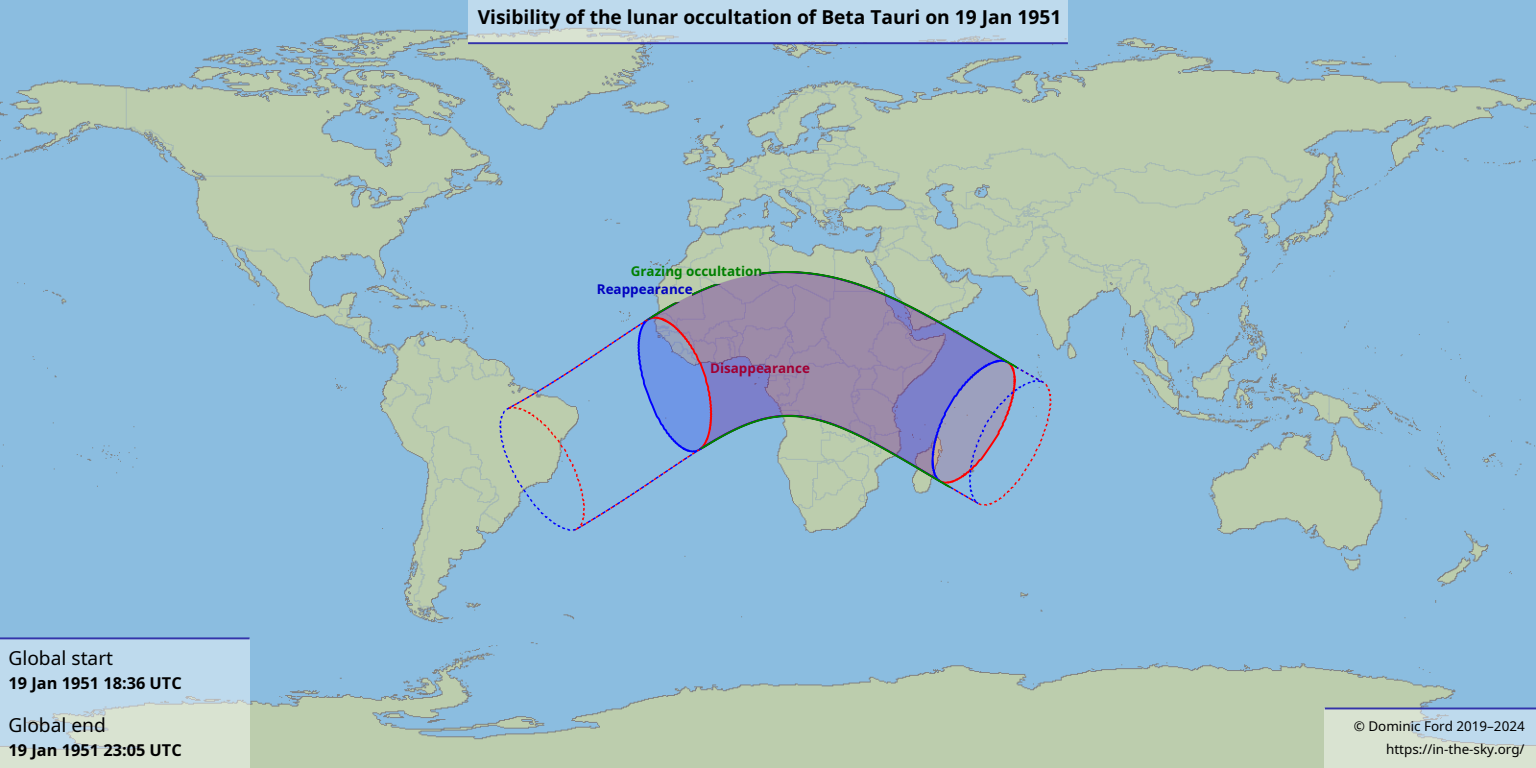 Visibility of the lunar occultation of Beta Tauri on 19 Jan 1951
Grazing occultation
Reappearance
Disappearance
Global start
19 Jan 1951 18:36 UTC
Global end
19 Jan 1951 23:05 UTC
© Dominic Ford 2019–2024
https://in-the-sky.org/